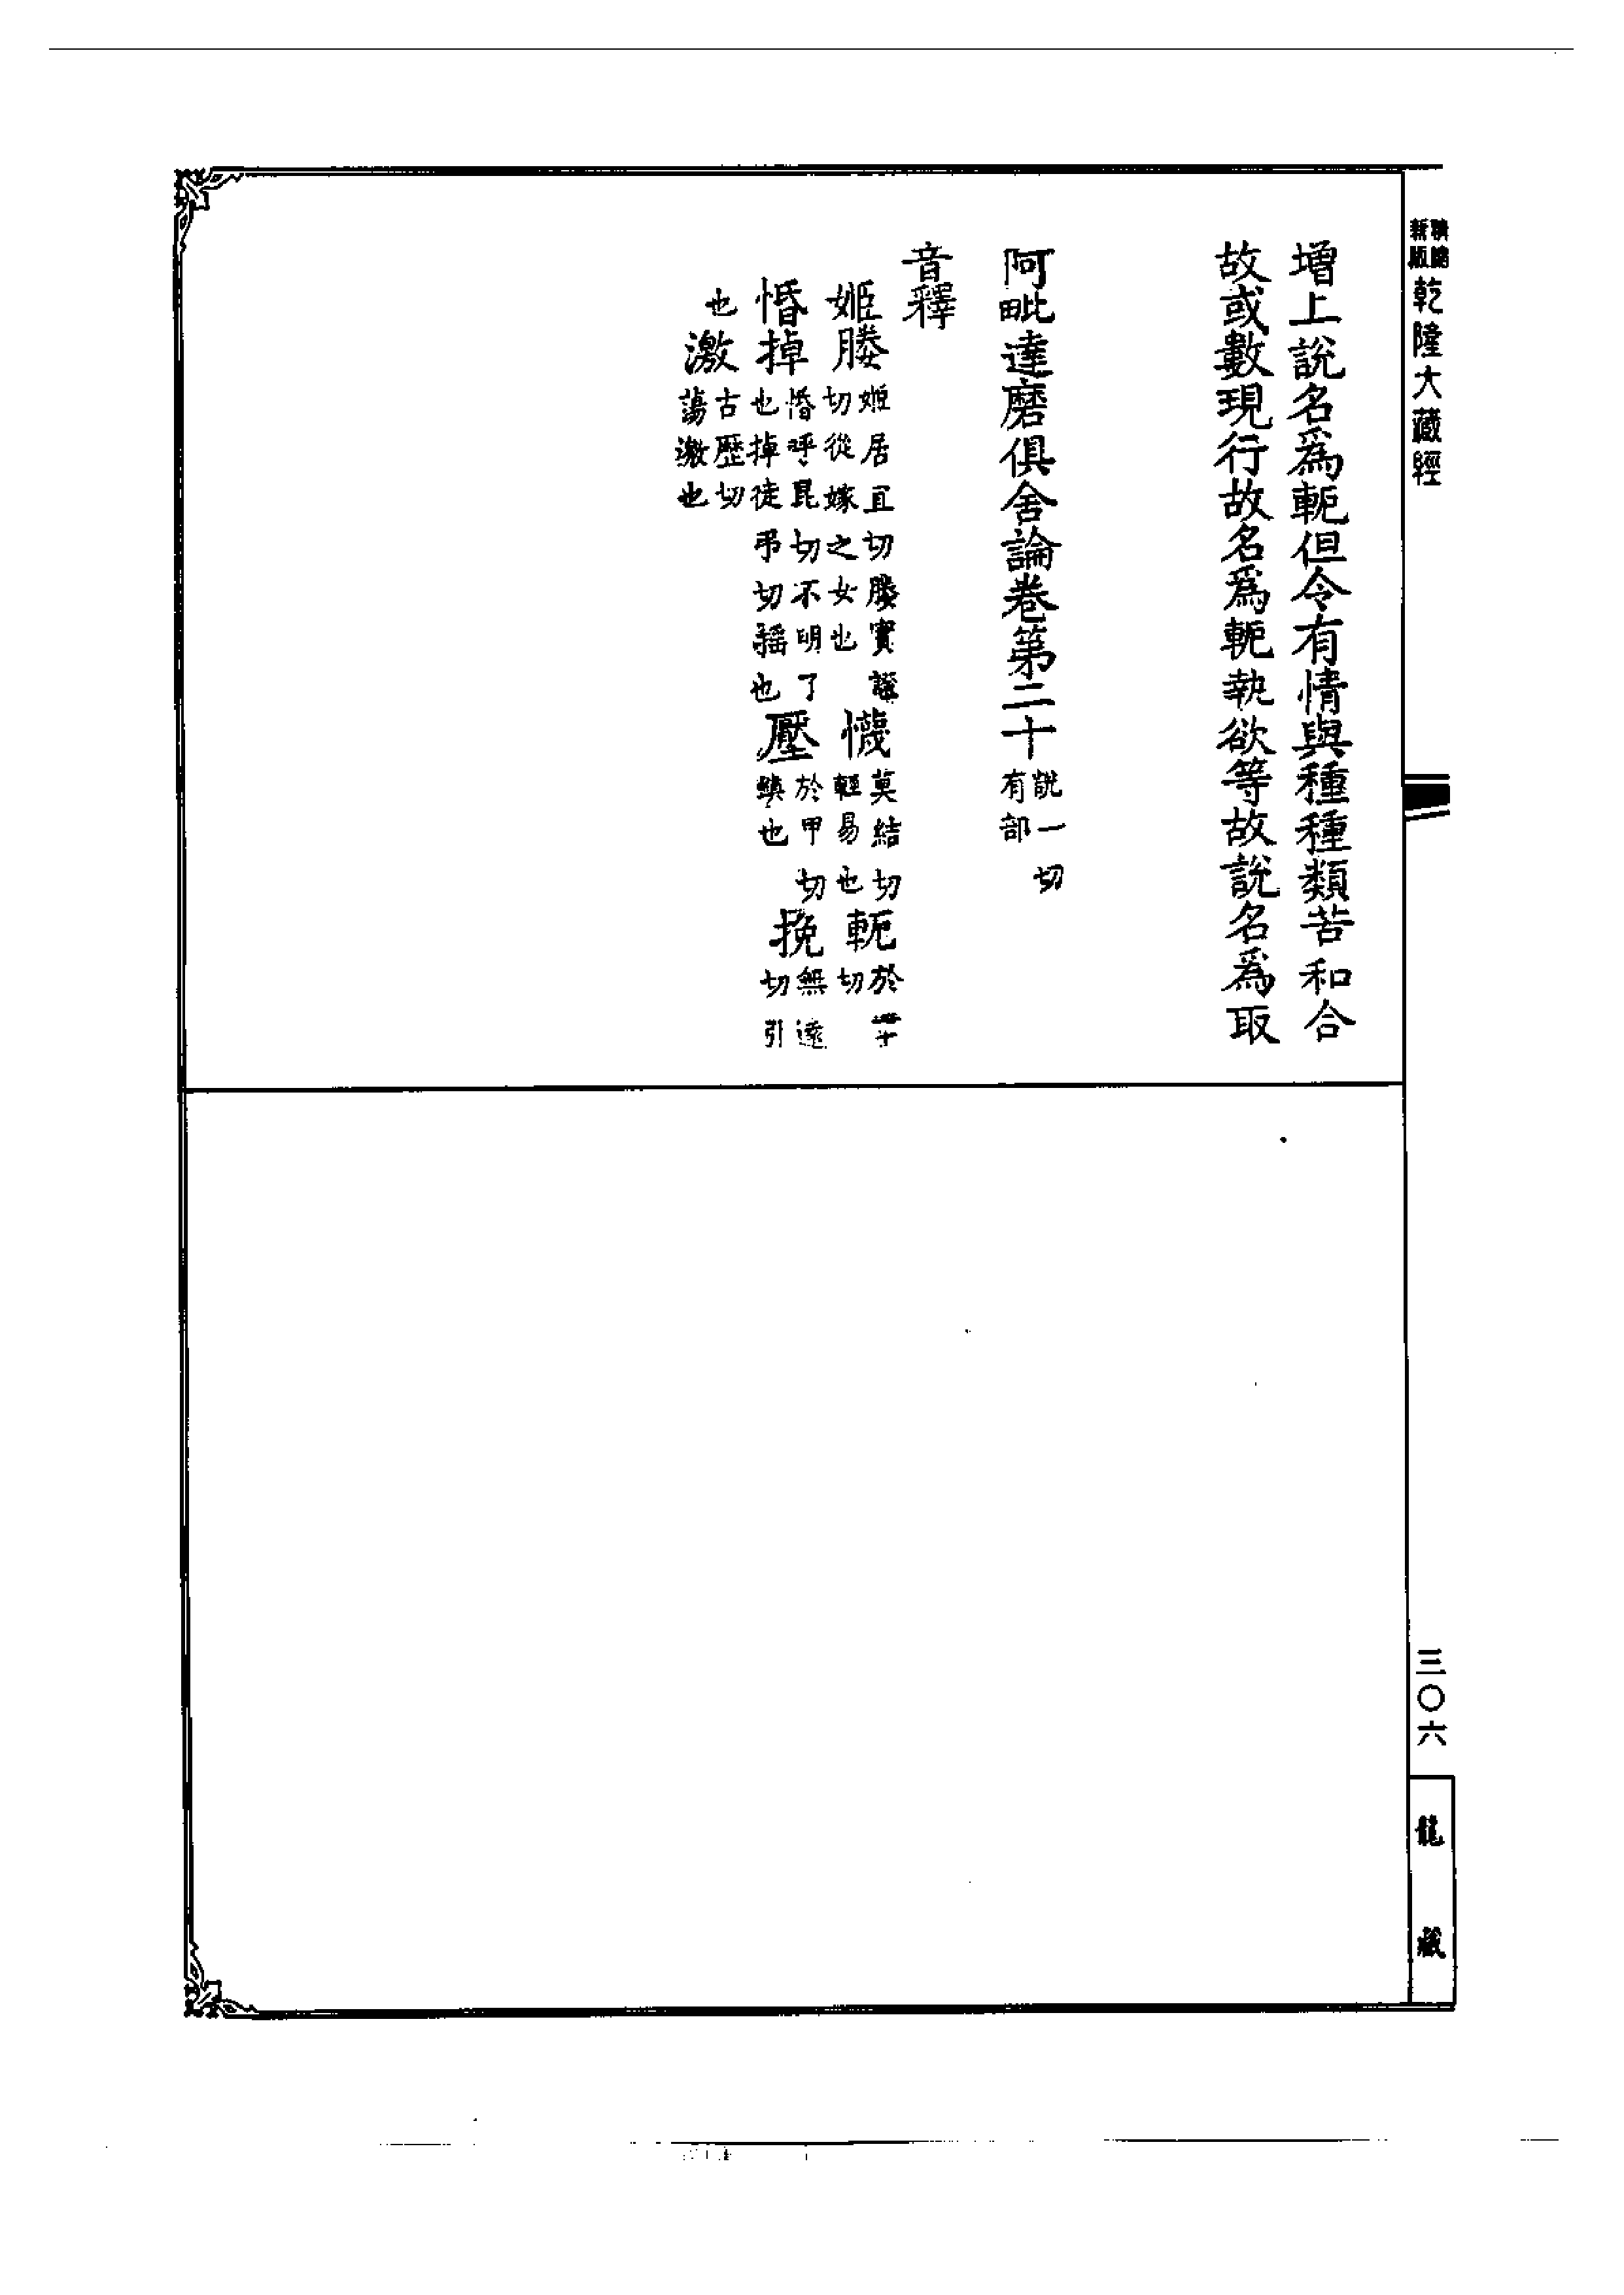 新版
乾隆大藏經
增上說名爲軛但令有情與種種類苦和合
故或數現行故名爲軛執欲等故說名爲取
阿毗達磨俱舍論卷第二十 說一切有部
音釋
姬媵 姬居宜切媵實證切從嫁之女也 懱 莫結切輕易也 軛 於革切
惛掉 惛呼昆切不明了也掉徒弔切搖也 壓 於甲切鎮也 挽 無遠切引
也 激 古歷切激蕩也
三〇六
龍藏